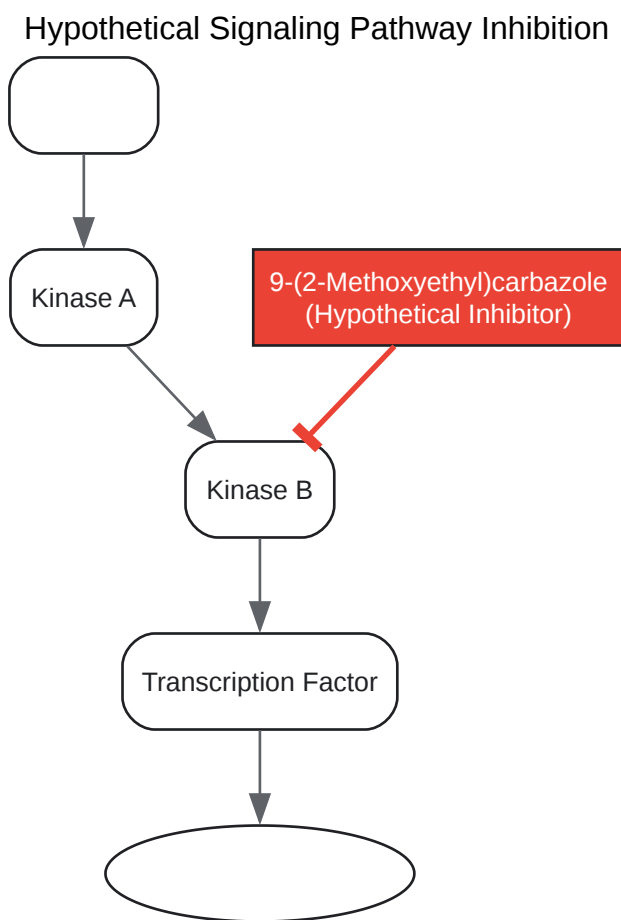 Hypothetical Signaling Pathway Inhibition
Kinase A
9-(2-Methoxyethyl)carbazole
(Hypothetical Inhibitor)
Kinase B
Transcription Factor